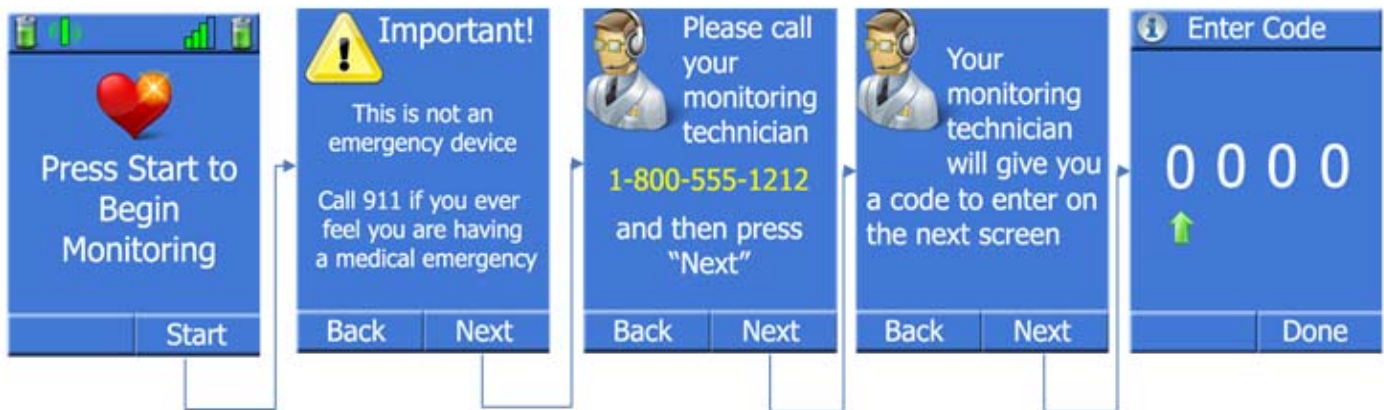 Press Start to
Begin
Monitoring
Start
Important!
This is not an
emergency device
Call 911 if you ever
feel you are having
a medical emergency
Back Next
Please call
your
monitoring
technician
1-800-555-1212
and then press
“Next”
Back Next
Your
monitoring
technician
will give you
a code to enter on
the next screen
Back Next
Enter Code
0 0 0 0
Done